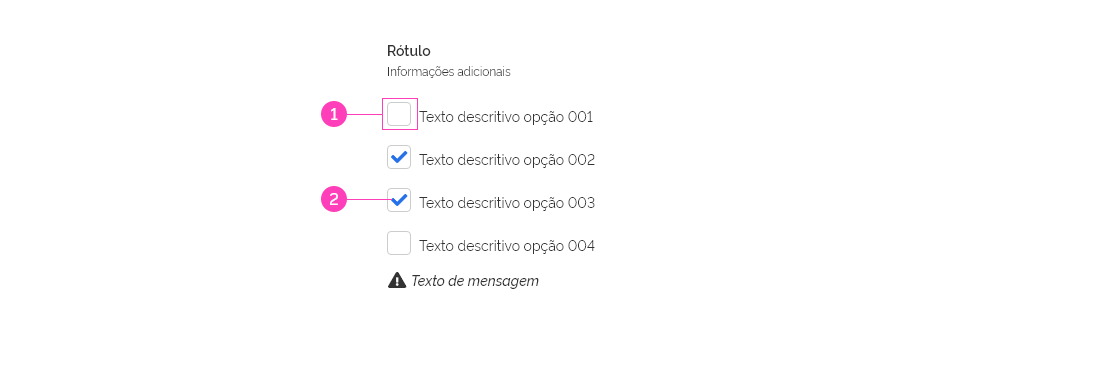 Rótulo
Informações adicionais
1 Texto descritivo opção 001
Texto descritivo opção 002
2 Texto descritivo opção 003
Texto descritivo opção 004
Texto de mensagem